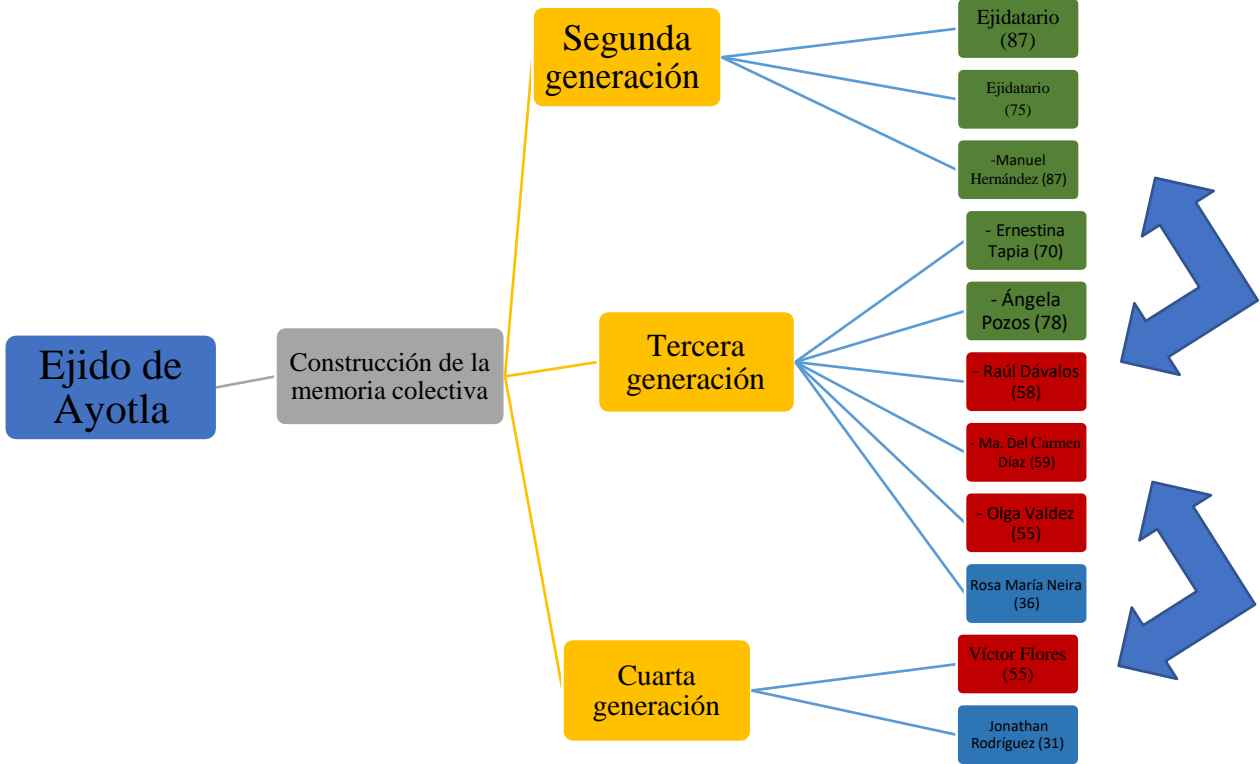 Ejido de
Ayotla
Construcción de la
memoria colectiva
Segunda
generación
Ejidatario
(87)
Ejidatario
(75)
-Manuel
Hernández (87)
Tercera
generación
- Ernestina
Tapia (70)
- Ángela
Pozos (78)
- Raúl Dávalos
(58)
- Ma. Del Carmen
Díaz (59)
- Olga Valdez
(55)
Rosa María Neira
(36)
Cuarta
generación
Víctor Flores
(55)
Jonathan
Rodríguez (31)